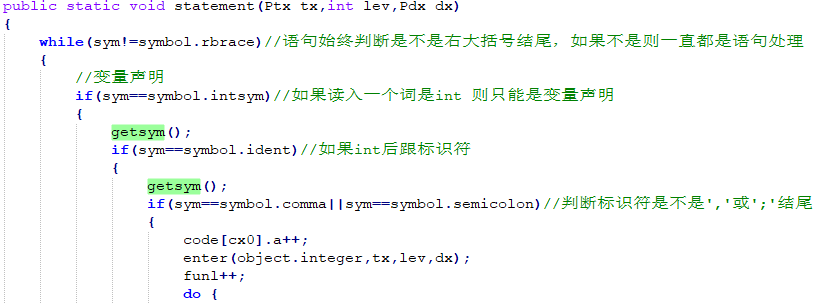 public static void statement(Ptx tx,int lev,Pdx dx)
{
while(sym!=symbol.rbrace)//语句始终判断是不是右大括号结尾，如果不是则一直都是语句处理
{
//变量声明
if(sym==symbol.intsym)//如果读入一个词是int 则只能是变量声明
{
getsym();
if(sym==symbol.ident)//如果int后跟标识符
{
getsym();
if(sym==symbol.comma||sym==symbol.semicolon)//判断标识符是不是','或';'结尾
{
code[cx0].a++;
enter(object.integer,tx,lev,dx);
funl++;
do {